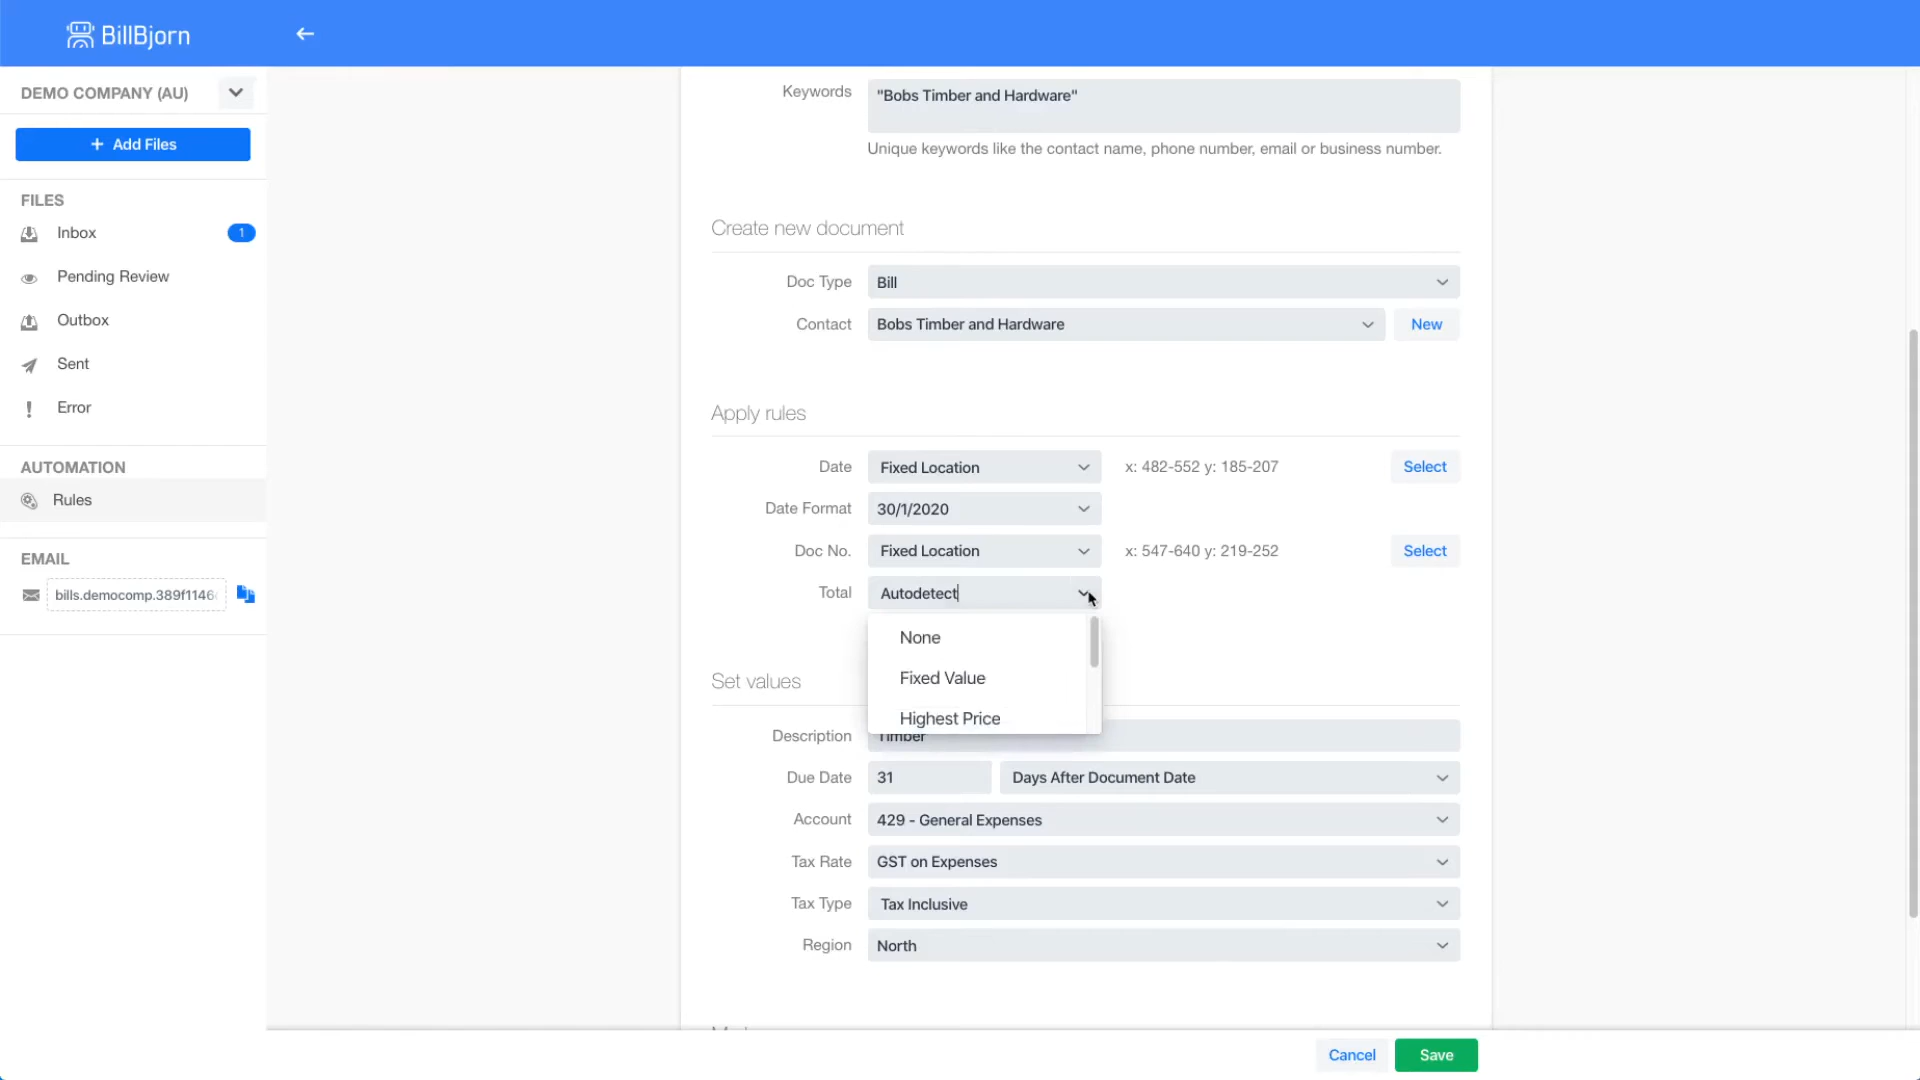 BillBjorn
DEMO COMPANY (AU)
+ Add Files
FILES
Inbox 1
Pending Review
Outbox
Sent
Error
AUTOMATION
Rules
EMAIL
bills.democomp.389f1146
Keywords "Bobs Timber and Hardware"
Unique keywords like the contact name, phone number, email or business number.
Create new document
Doc Type Bill
Contact Bobs Timber and Hardware New
Apply rules
Date Fixed Location x: 482-552 y: 185-207 Select
Date Format 30/1/2020
Doc No. Fixed Location x: 547-640 y: 219-252 Select
Total Autodetect
None
Fixed Value
Highest Price
Set values
Description Timber
Due Date 31 Days After Document Date
Account 429 - General Expenses
Tax Rate GST on Expenses
Tax Type Tax Inclusive
Region North
Cancel Save